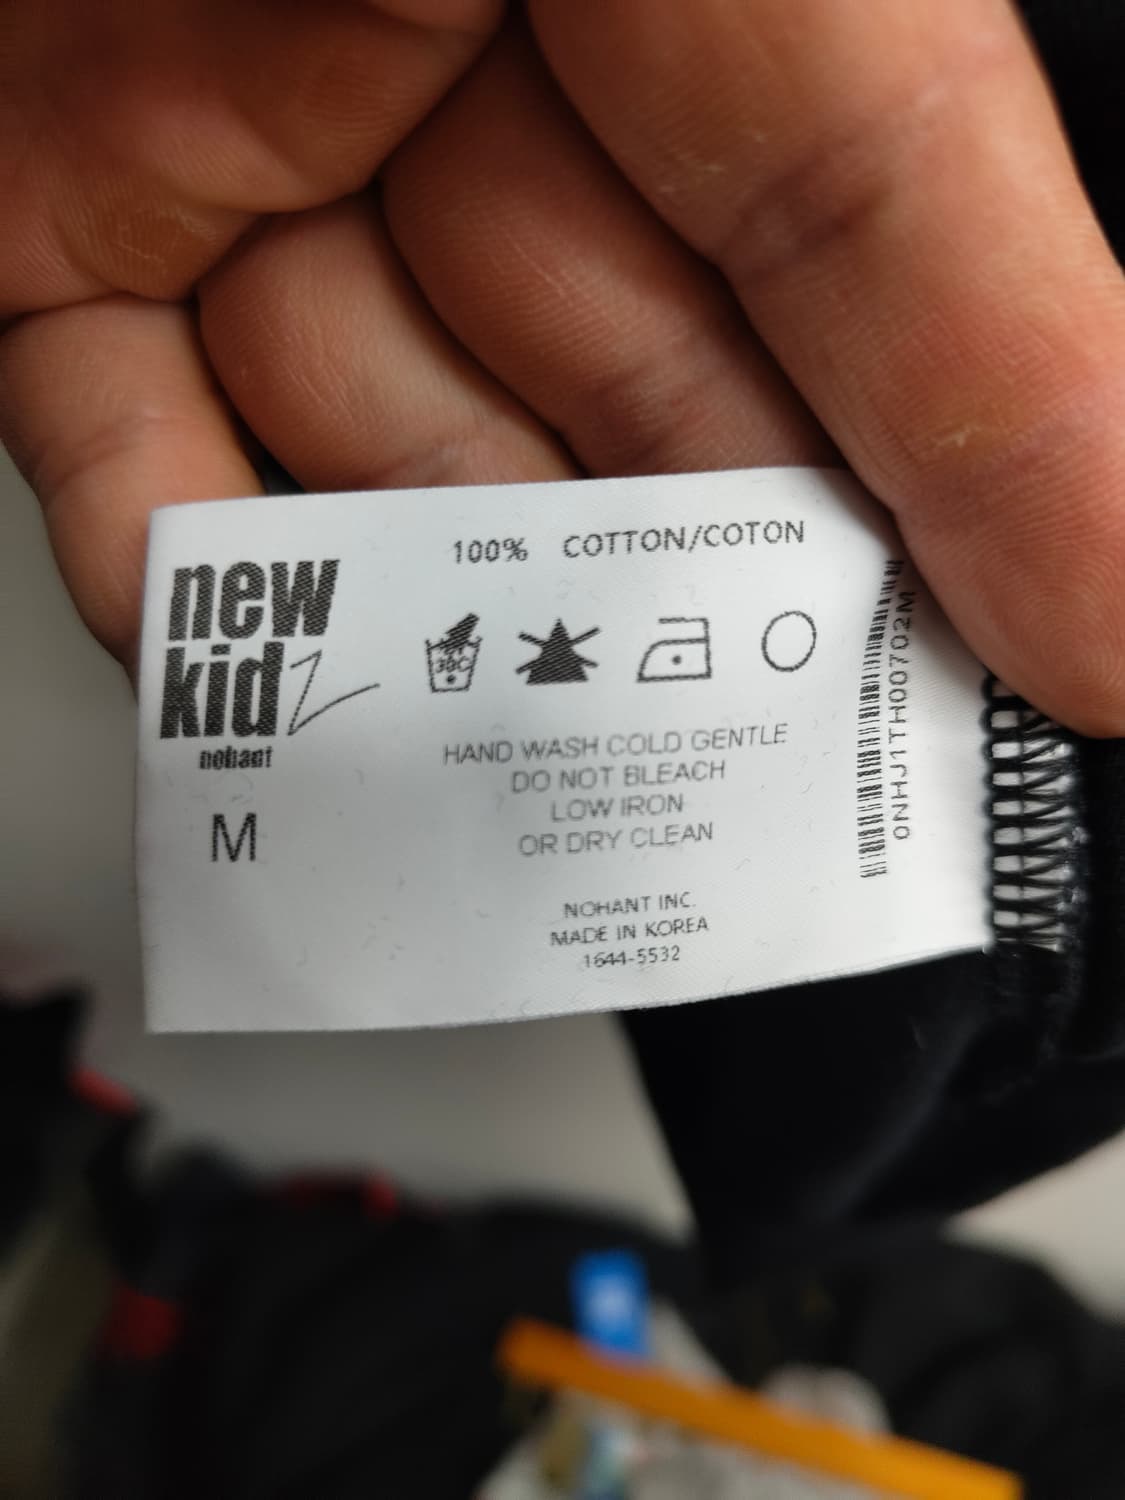 new
kidz
nohant
M
100% COTTON/COTON
30C
HAND WASH COLD GENTLE
DO NOT BLEACH
LOW IRON
OR DRY CLEAN
NOHANT INC.
MADE IN KOREA
1644-5532
0NHJ1TH00702M